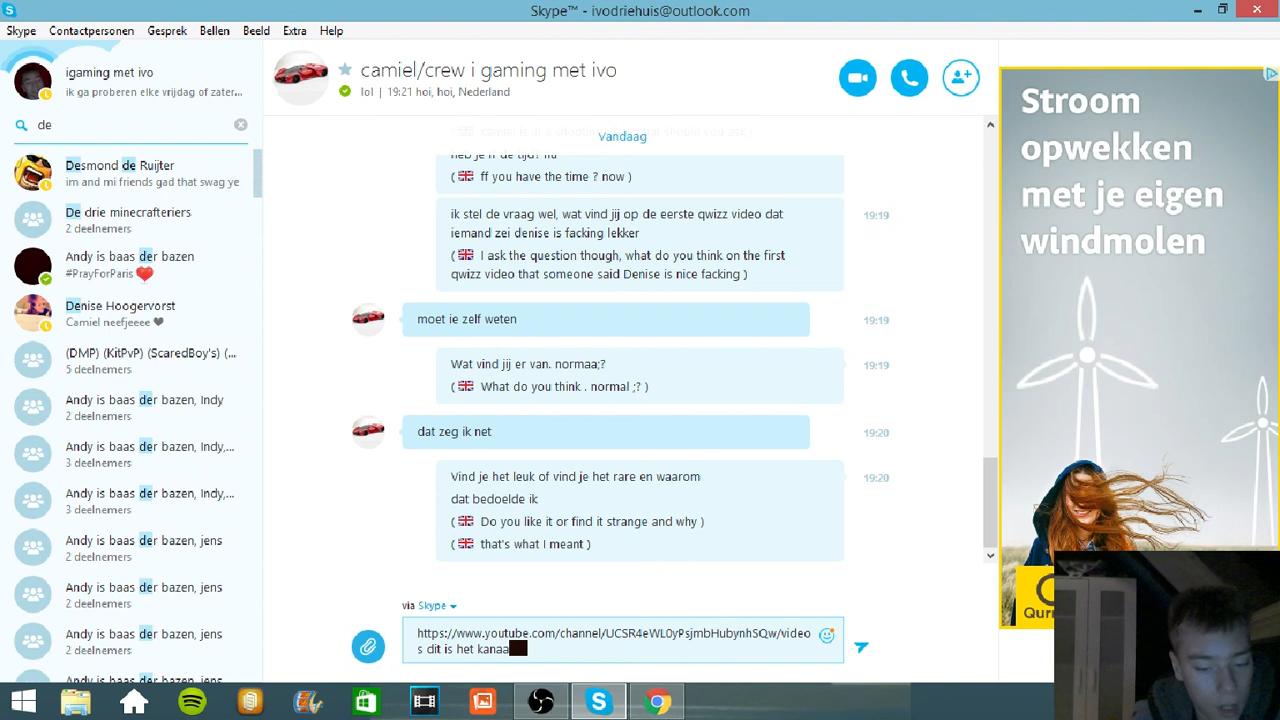 Skype™ - ivodriehuis@outlook.com
Skype Contactpersonen Gesprek Bellen Beeld Extra Help
igaming met ivo
ik ga proberen elke vrijdag of zater...
de
Desmond de Ruijter
im and mi friends gad that swag ye
De drie minecrafteriers
2 deelnemers
Andy is baas der bazen
#PrayForParis
Denise Hoogervorst
Camiel neefjeeee
(DMP) (KitPvP) (ScaredBoy's) (...
5 deelnemers
Andy is baas der bazen, Indy
2 deelnemers
Andy is baas der bazen, Indy,...
3 deelnemers
Andy is baas der bazen, Indy,...
3 deelnemers
Andy is baas der bazen, jens
2 deelnemers
Andy is baas der bazen, jens
2 deelnemers
Andy is baas der bazen, jens
2 deelnemers
Andy is baas der bazen, jens
camiel/crew i gaming met ivo
lol | 19:21 hoi, hoi, Nederland
Vandaag
( ff you have the time ? now )
ik stel de vraag wel, wat vind jij op de eerste qwizz video dat
iemand zei denise is facking lekker
19:19
( I ask the question though, what do you think on the first
qwizz video that someone said Denise is nice facking )
moet ie zelf weten
19:19
Wat vind jij er van. normaa;?
19:19
( What do you think . normal ;? )
dat zeg ik net
19:20
Vind je het leuk of vind je het rare en waarom
19:20
dat bedoelde ik
( Do you like it or find it strange and why )
( that's what I meant )
via Skype
https://www.youtube.com/channel/UCSR4eWL0yPsjmbHubynhSQw/video
s dit is het kanaa
Stroom
opwekken
met je eigen
windmolen